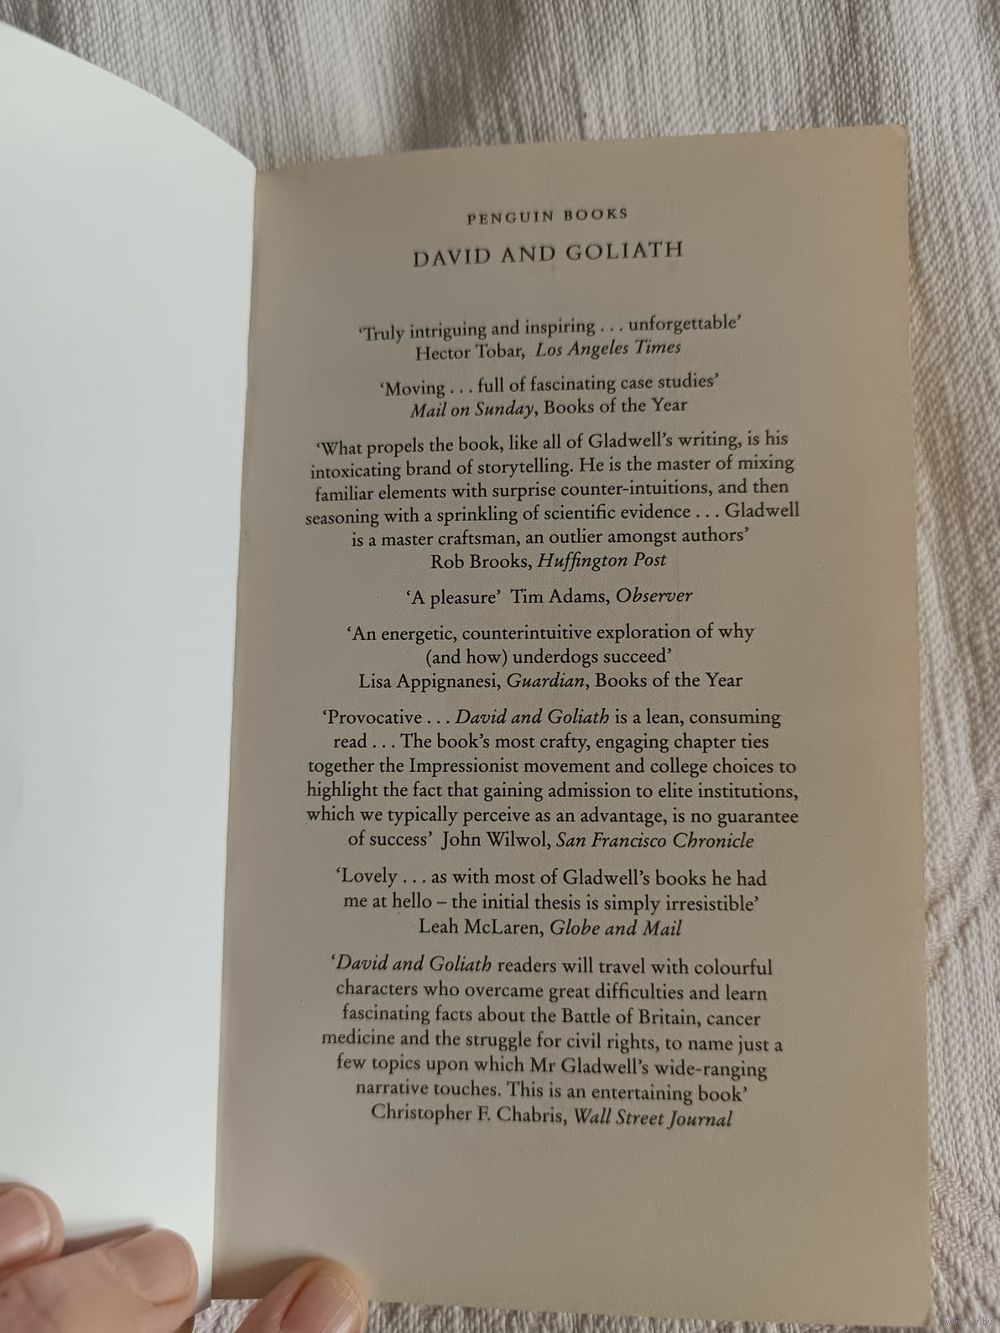 PENGUIN BOOKS
DAVID AND GOLIATH
‘Truly intriguing and inspiring . . . unforgettable’
Hector Tobar, Los Angeles Times
‘Moving . . . full of fascinating case studies’
Mail on Sunday, Books of the Year
‘What propels the book, like all of Gladwell’s writing, is his
intoxicating brand of storytelling. He is the master of mixing
familiar elements with surprise counter-intuitions, and then
seasoning with a sprinkling of scientific evidence . . . Gladwell
is a master craftsman, an outlier amongst authors’
Rob Brooks, Huffington Post
‘A pleasure’ Tim Adams, Observer
‘An energetic, counterintuitive exploration of why
(and how) underdogs succeed’
Lisa Appignanesi, Guardian, Books of the Year
‘Provocative . . . David and Goliath is a lean, consuming
read . . . The book’s most crafty, engaging chapter ties
together the Impressionist movement and college choices to
highlight the fact that gaining admission to elite institutions,
which we typically perceive as an advantage, is no guarantee
of success’ John Wilwol, San Francisco Chronicle
‘Lovely . . . as with most of Gladwell’s books he had
me at hello – the initial thesis is simply irresistible’
Leah McLaren, Globe and Mail
‘David and Goliath readers will travel with colourful
characters who overcame great difficulties and learn
fascinating facts about the Battle of Britain, cancer
medicine and the struggle for civil rights, to name just a
few topics upon which Mr Gladwell’s wide-ranging
narrative touches. This is an entertaining book’
Christopher F. Chabris, Wall Street Journal